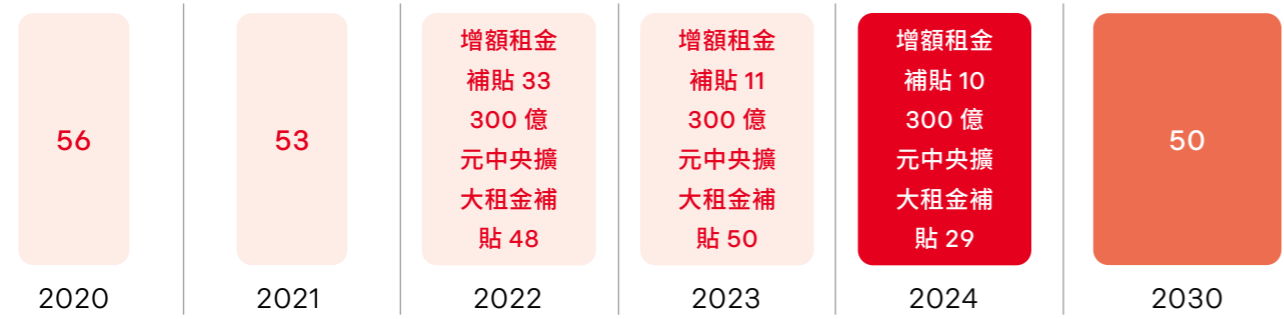 56
53
增額租金
補貼 33
300 億
元中央擴
大租金補
貼 48
增額租金
補貼 11
300 億
元中央擴
大租金補
貼 50
增額租金
補貼 10
300 億
元中央擴
大租金補
貼 29
50
2020
2021
2022
2023
2024
2030